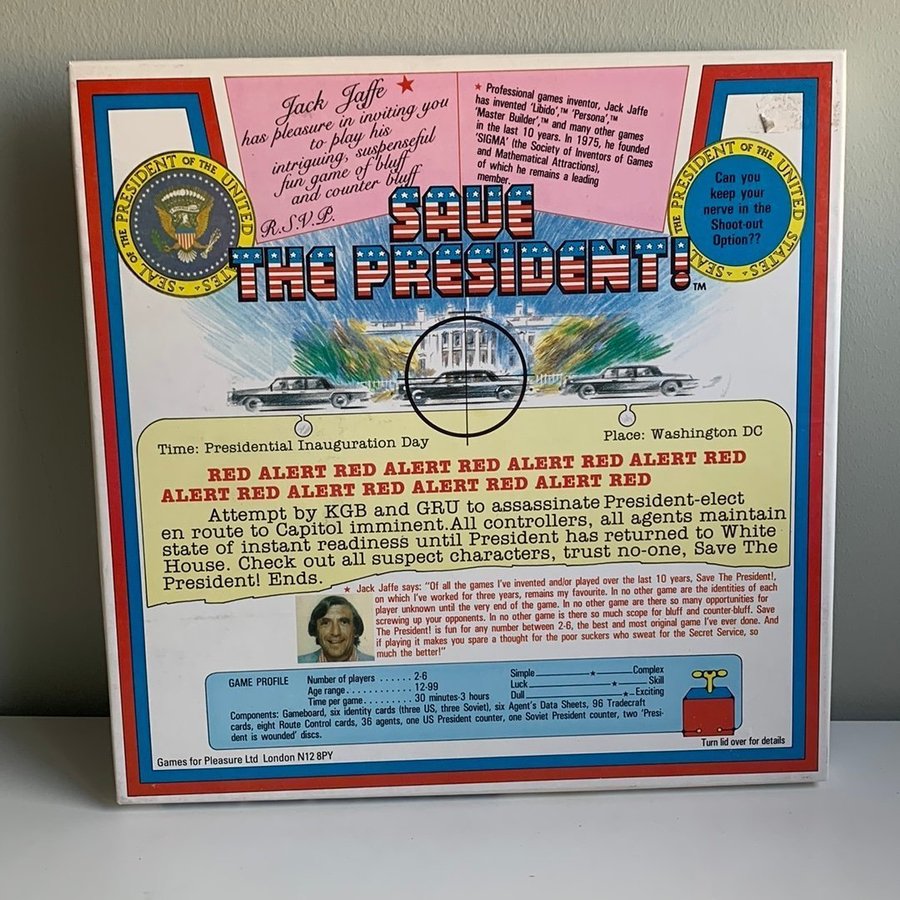 Jack Jaffe ★
has pleasure in inviting you
to play his
intriguing, suspenseful
fun game of bluff
and counter bluff
R.S.V.P.
★ Professional games inventor, Jack Jaffe
has invented 'Libido',™ 'Persona',™
'Master Builder',™ and many other games
in the last 10 years. In 1975, he founded
'SIGMA' (the Society of Inventors of Games
and Mathematical Attractions),
of which he remains a leading
member.
SEAL OF THE PRESIDENT OF THE UNITED STATES
SEAL OF THE PRESIDENT OF THE UNITED STATES
Can you
keep your
nerve in the
Shoot-out
Option??
SAVE
THE PRESIDENT!™
Time: Presidential Inauguration Day
Place: Washington DC
RED ALERT RED ALERT RED ALERT RED ALERT RED
ALERT RED ALERT RED ALERT RED ALERT RED
Attempt by KGB and GRU to assassinate President-elect
en route to Capitol imminent. All controllers, all agents maintain
state of instant readiness until President has returned to White
House. Check out all suspect characters, trust no-one, Save The
President! Ends.
★ Jack Jaffe says: "Of all the games I've invented and/or played over the last 10 years, Save The President!,
on which I've worked for three years, remains my favourite. In no other game are the identities of each
player unknown until the very end of the game. In no other game are there so many opportunities for
screwing up your opponents. In no other game is there so much scope for bluff and counter-bluff. Save
The President! is fun for any number between 2-6, the best and most original game I've ever done. And
if playing it makes you spare a thought for the poor suckers who sweat for the Secret Service, so
much the better!"
GAME PROFILE
Number of players ...... 2-6
Age range ............ 12-99
Time per game ......... 30 minutes-3 hours
Simple ★ Complex
Luck ★ Skill
Dull ★ Exciting
Components: Gameboard, six identity cards (three US, three Soviet), six Agent's Data Sheets, 96 Tradecraft
cards, eight Route Control cards, 36 agents, one US President counter, one Soviet President counter, two 'Presi-
dent is wounded' discs.
Turn lid over for details
Games for Pleasure Ltd London N12 8PY